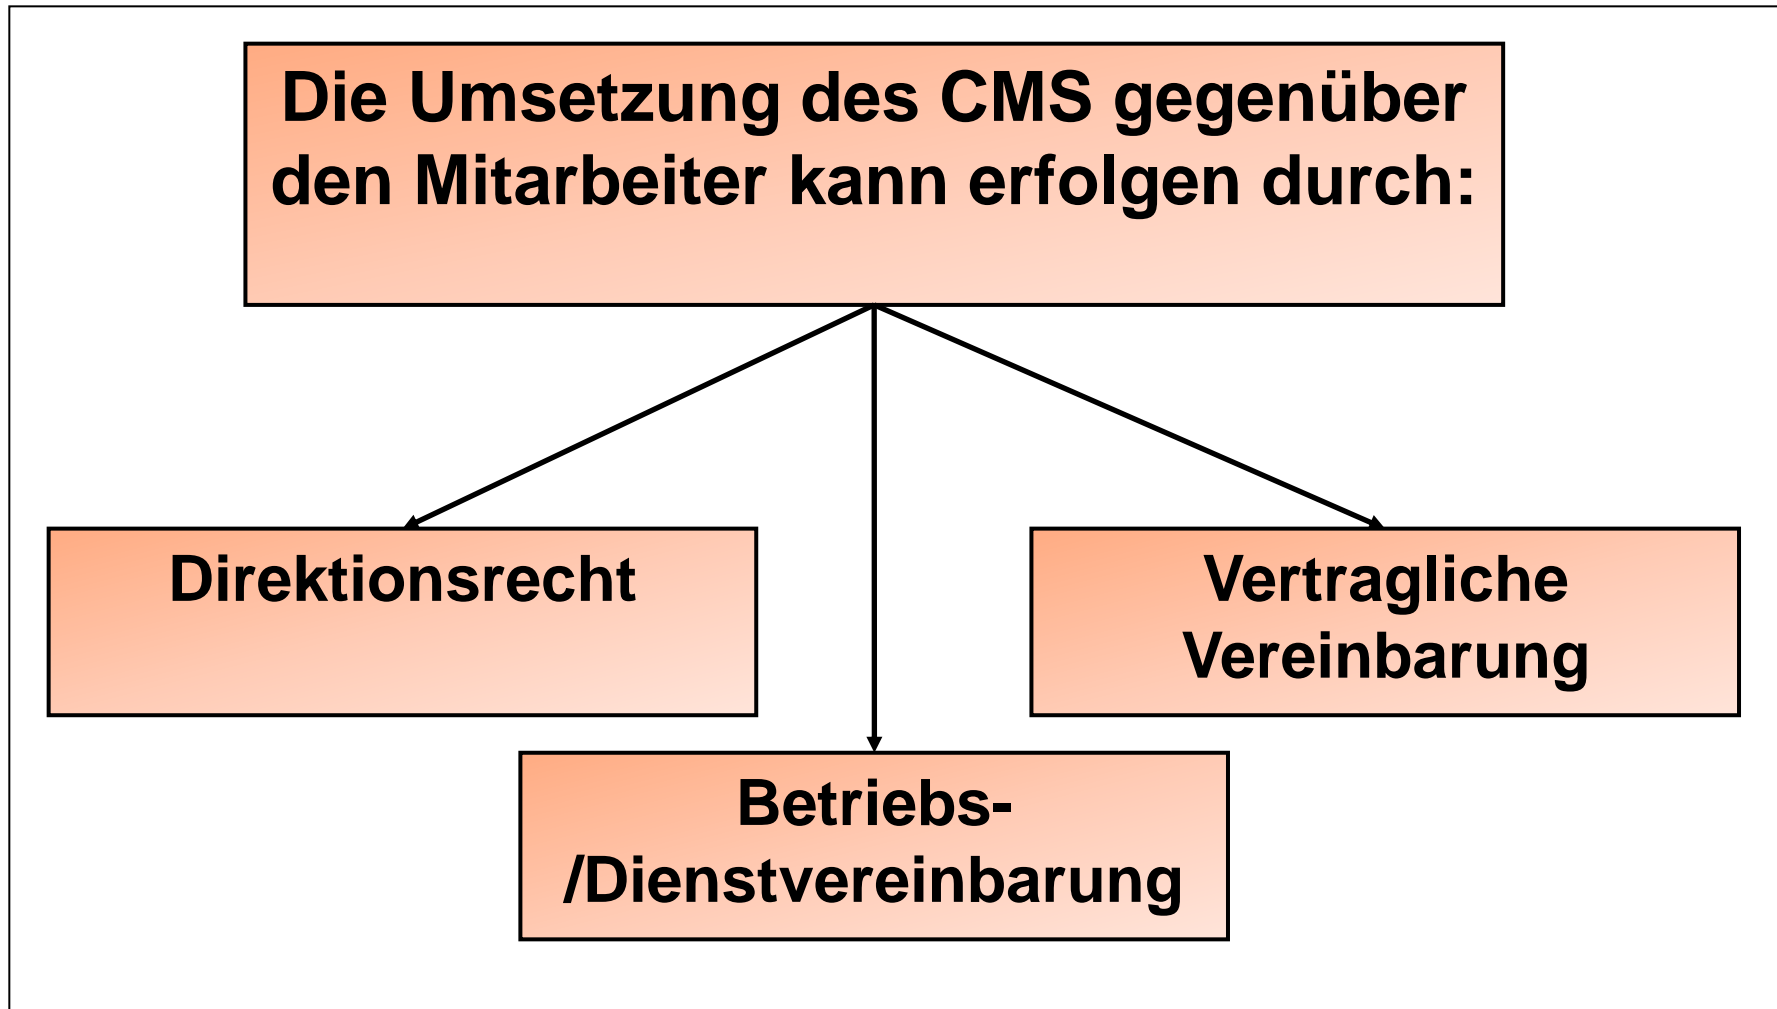 Die Umsetzung des CMS gegenüber
den Mitarbeiter kann erfolgen durch:
Direktionsrecht
Vertragliche
Vereinbarung
Betriebs-
/Dienstvereinbarung